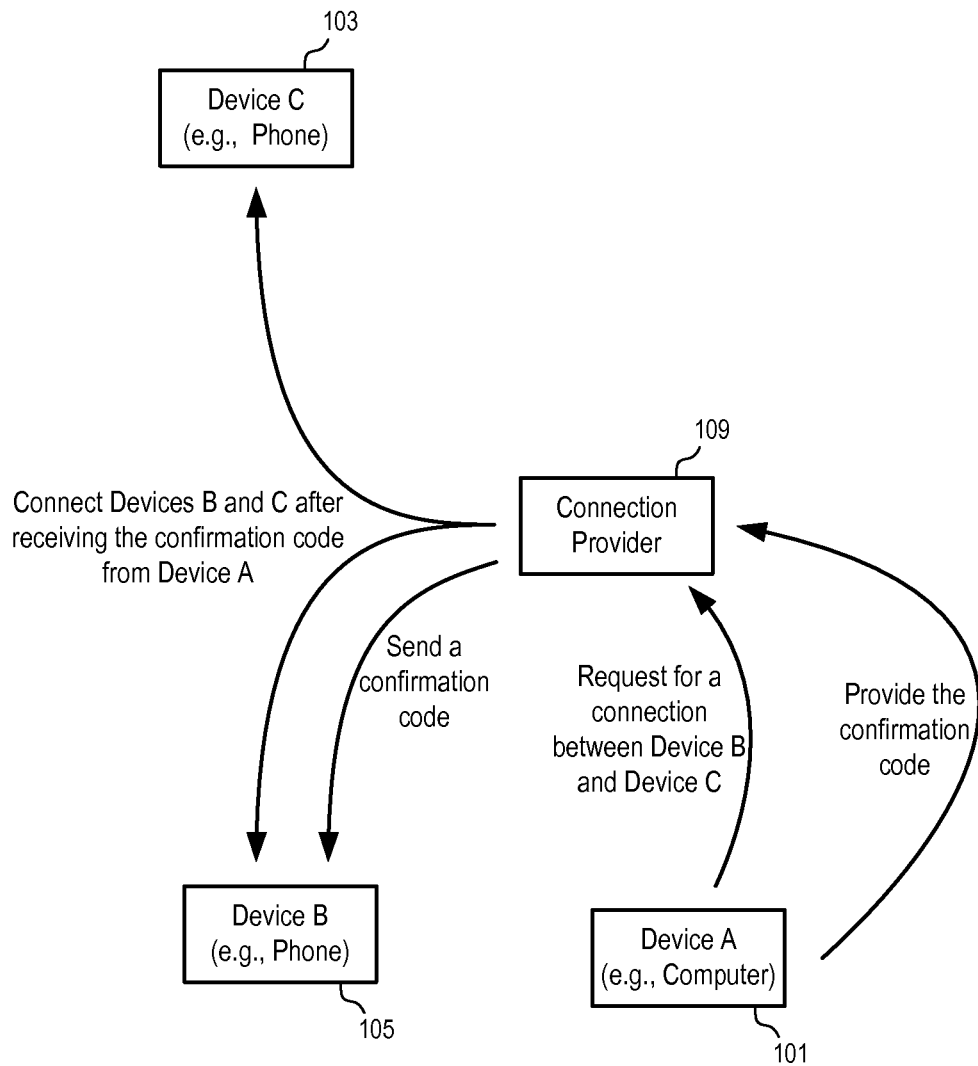 103
Device C
(e.g., Phone)
109
Connection
Provider
Connect Devices B and C after
receiving the confirmation code
from Device A
Send a
confirmation
code
Request for a
connection
between Device B
and Device C
Provide the
confirmation
code
Device B
(e.g., Phone)
105
Device A
(e.g., Computer)
101